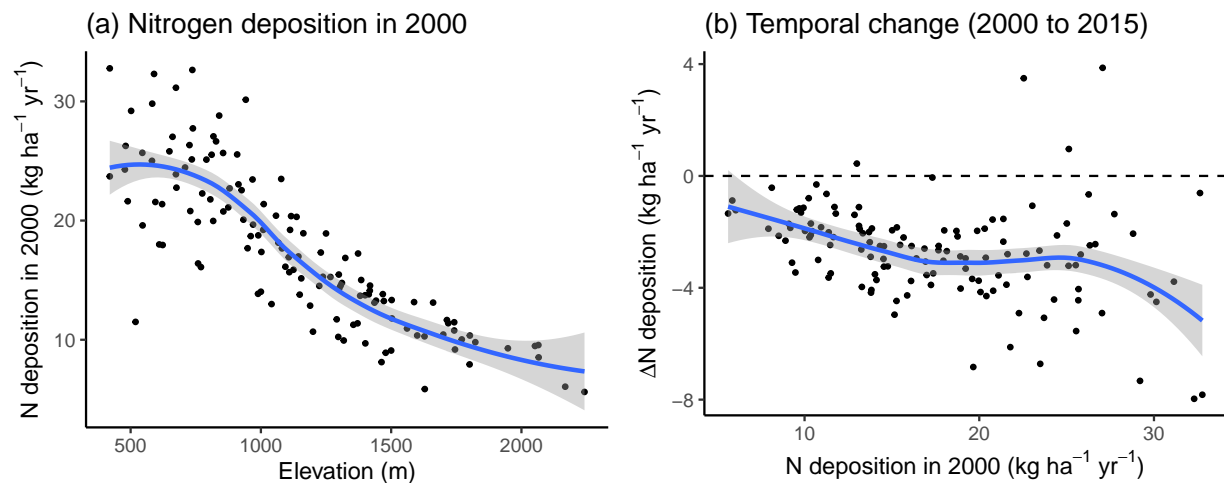 (a) Nitrogen deposition in 2000
N deposition in 2000 (kg ha⁻¹ yr⁻¹)
30
20
10
500 1000 1500 2000
Elevation (m)
(b) Temporal change (2000 to 2015)
ΔN deposition (kg ha⁻¹ yr⁻¹)
4
0
−4
−8
10 20 30
N deposition in 2000 (kg ha⁻¹ yr⁻¹)